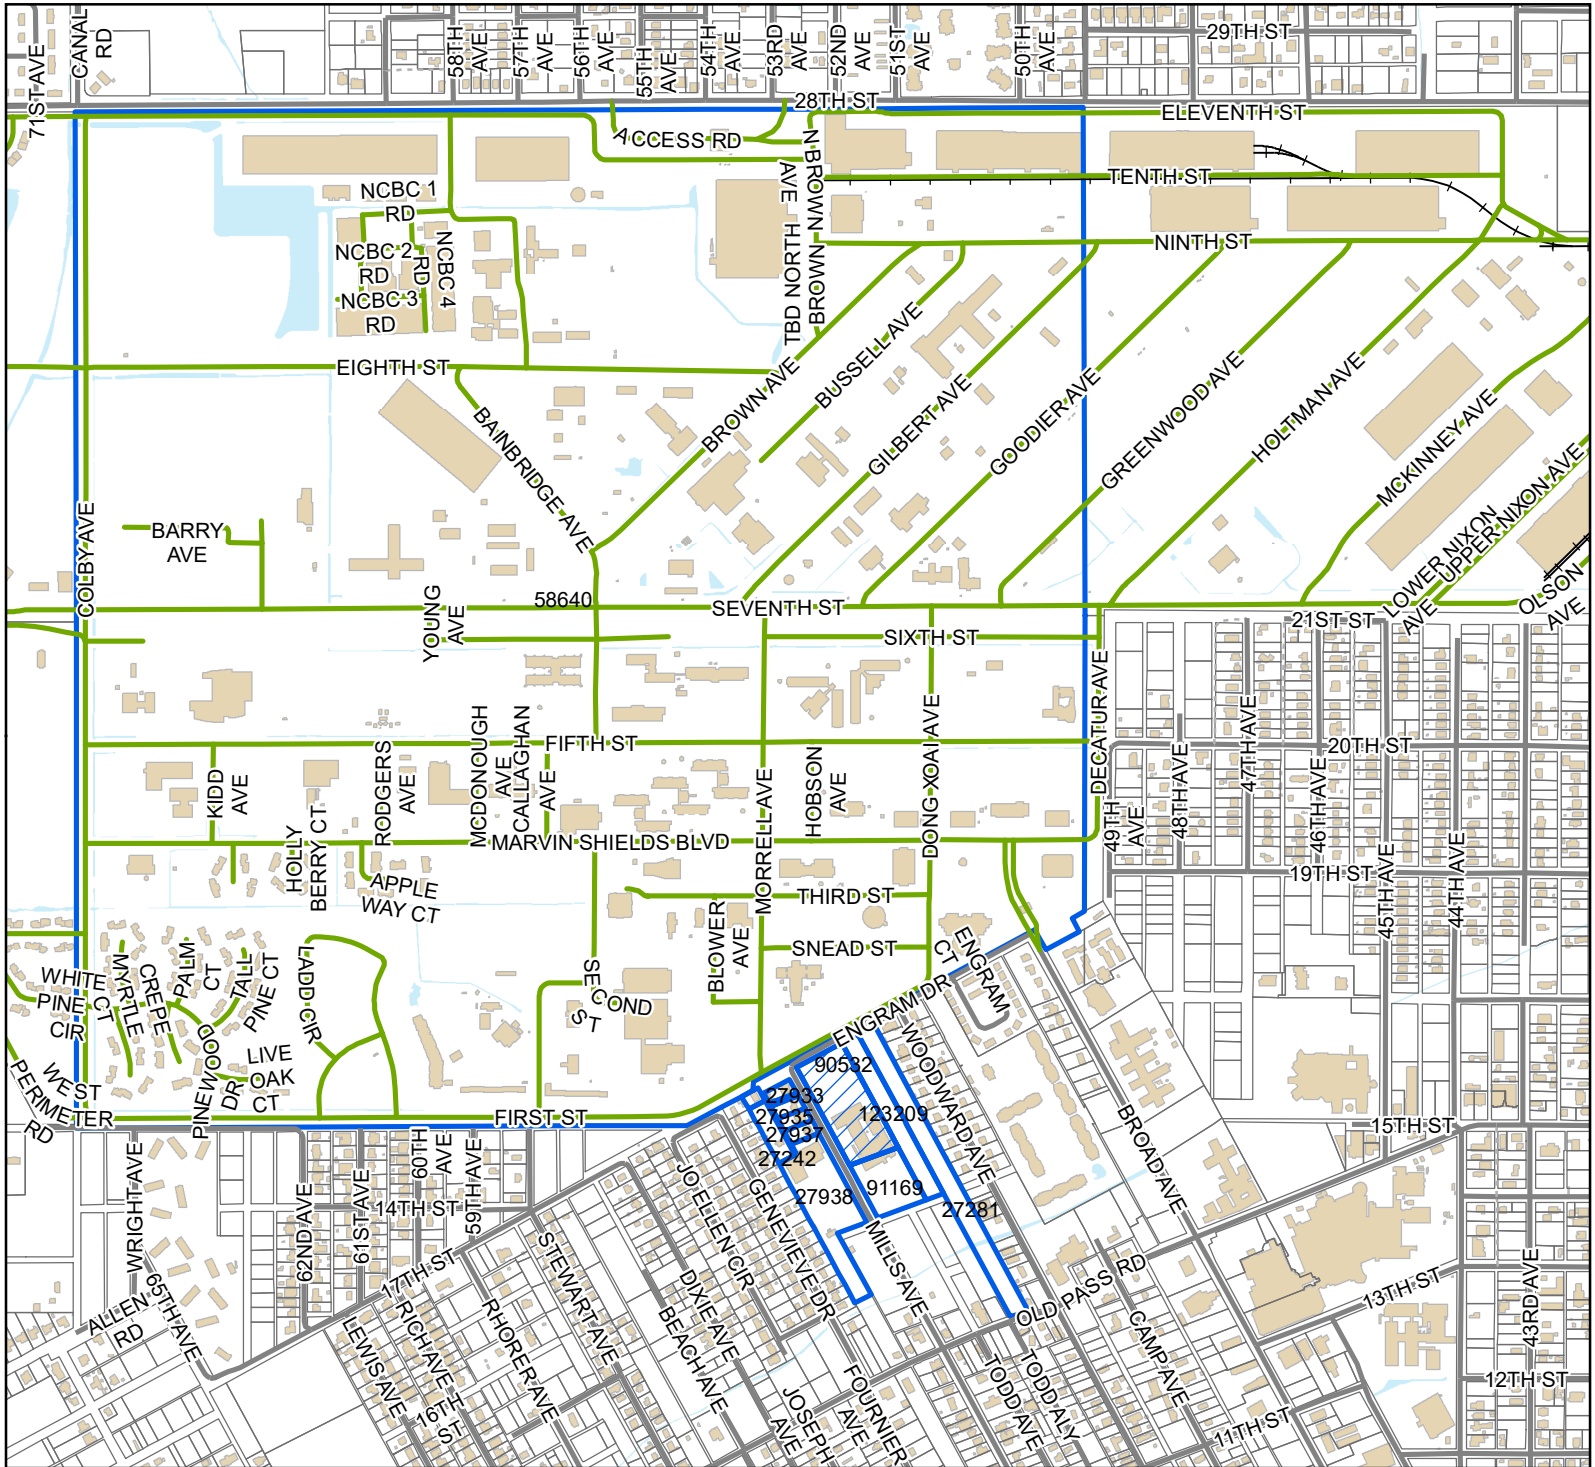 71ST AVE
CANAL
RD
58TH
AVE
57TH
AVE
56TH
AVE
55TH
AVE
54TH
AVE
53RD
AVE
52ND
AVE
51ST
AVE
50TH
AVE
29TH ST
28TH ST
ELEVENTH ST
ACCESS RD
N BROWN
AVE
TENTH ST
NCBC 1
RD
NCBC 2
RD
NCBC 3
RD
NCBC 4
RD
TBD NORTH
BROWN NW
NINTH ST
EIGHTH ST
BROWN AVE
BUSSELL AVE
GILBERT AVE
GOODIER AVE
GREENWOOD AVE
HOLTMAN AVE
MCKINNEY AVE
BAINBRIDGE AVE
LOWER NIXON
AVE
UPPER NIXON AVE
OLSON
AVE
COLBY AVE
BARRY
AVE
58640
YOUNG
AVE
SEVENTH ST
SIXTH ST
21ST ST
DECATUR AVE
FIFTH ST
20TH ST
KIDD
AVE
RODGERS
AVE
MCDONOUGH
AVE
CALLAGHAN
AVE
MORRELL AVE
HOBSON
AVE
DONG XOAI AVE
49TH
AVE
48TH AVE
47TH AVE
46TH AVE
45TH AVE
44TH AVE
MARVIN SHIELDS BLVD
HOLLY
BERRY CT
APPLE
WAY CT
19TH ST
THIRD ST
BLOWER
AVE
SNEAD ST
ENGRAM
CT
ENGRAM DR
WHITE
PINE
CIR
CREPE
MYRTLE
CT
PALM
CT
TALL
PINE CT
LADD CIR
SECOND
ST
PINEWOOD
DR
LIVE
OAK
CT
WEST
PERIMETER
RD
FIRST ST
90532
27933
27935
27937
27242
27938
123209
91169
27281
WOODWARD AVE
BROAD AVE
15TH ST
WRIGHT AVE
62ND AVE
61ST AVE
60TH
AVE
59TH AVE
14TH ST
17TH ST
JOELLEN CIR
GENEVIEVE DR
MILLS AVE
OLD PASS RD
ALLEN
RD
65TH AVE
LEWIS AVE
RICH AVE
16TH
ST
RHORER AVE
STEWART AVE
DIXIE AVE
BEACH AVE
JOSEPH
AVE
FOURNIER
AVE
TODD AVE
TODD ALY
CAMP AVE
13TH ST
43RD AVE
12TH ST
11TH ST